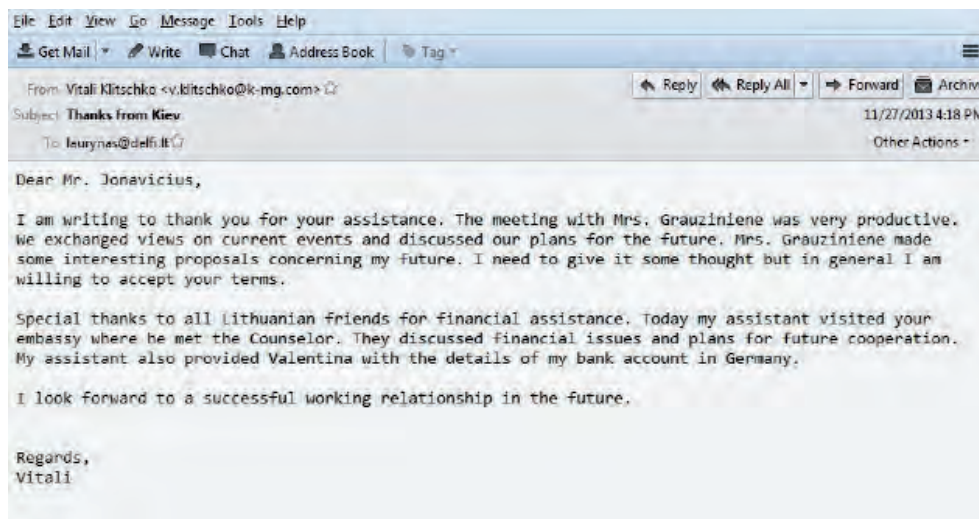 File Edit View Go Message Tools Help
Get Mail Write Chat Address Book Tag
From Vitali Klitschko <v.klitschko@k-mg.com> Reply Reply All Forward Archiv
Subject Thanks from Kiev 11/27/2013 4:18 PM
To laurynas@delfi.lt Other Actions
Dear Mr. Jonavicius,
I am writing to thank you for your assistance. The meeting with Mrs. Grauziniene was very productive.
We exchanged views on current events and discussed our plans for the future. Mrs. Grauziniene made
some interesting proposals concerning my future. I need to give it some thought but in general I am
willing to accept your terms.
Special thanks to all Lithuanian friends for financial assistance. Today my assistant visited your
embassy where he met the Counselor. They discussed financial issues and plans for future cooperation.
My assistant also provided Valentina with the details of my bank account in Germany.
I look forward to a successful working relationship in the future.
Regards,
Vitali